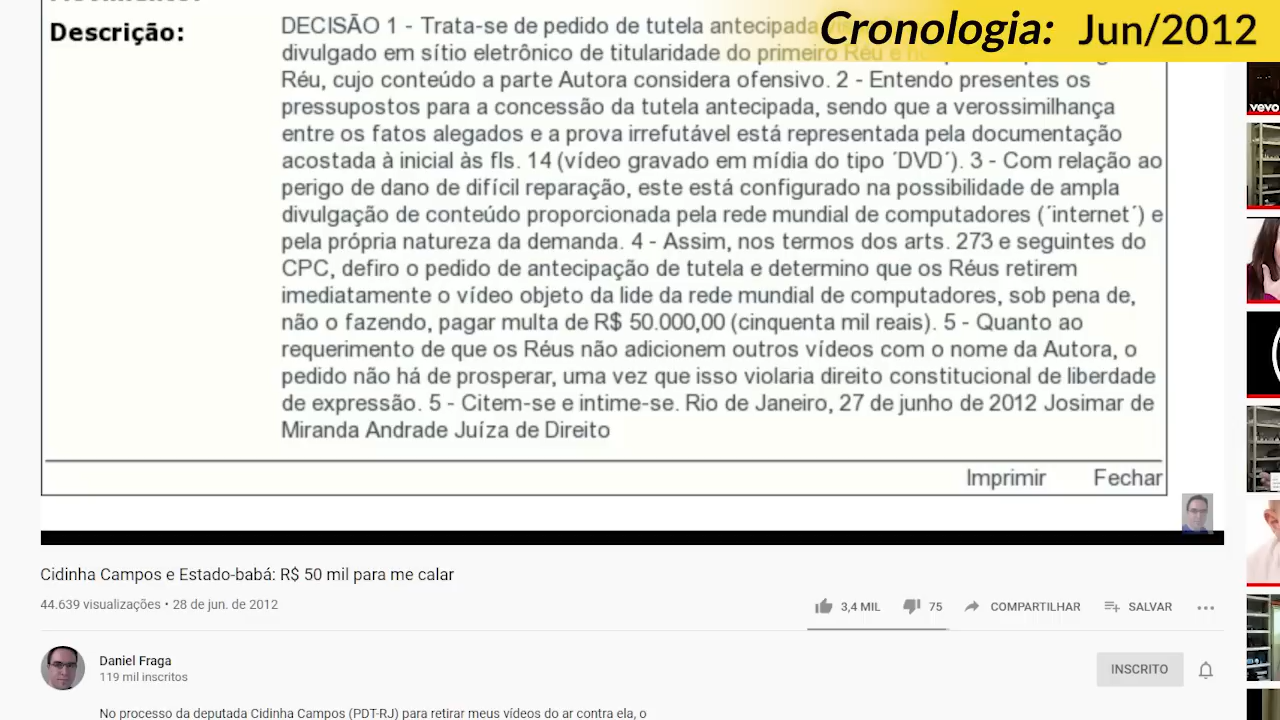 Cronologia: Jun/2012
Descrição:
DECISÃO 1 - Trata-se de pedido de tutela antecipada
divulgado em sítio eletrônico de titularidade do primeiro Réu e
Réu, cujo conteúdo a parte Autora considera ofensivo. 2 - Entendo presentes os
pressupostos para a concessão da tutela antecipada, sendo que a verossimilhança
entre os fatos alegados e a prova irrefutável está representada pela documentação
acostada à inicial às fls. 14 (vídeo gravado em mídia do tipo ´DVD´). 3 - Com relação ao
perigo de dano de difícil reparação, este está configurado na possibilidade de ampla
divulgação de conteúdo proporcionada pela rede mundial de computadores (´internet´) e
pela própria natureza da demanda. 4 - Assim, nos termos dos arts. 273 e seguintes do
CPC, defiro o pedido de antecipação de tutela e determino que os Réus retirem
imediatamente o vídeo objeto da lide da rede mundial de computadores, sob pena de,
não o fazendo, pagar multa de R$ 50.000,00 (cinquenta mil reais). 5 - Quanto ao
requerimento de que os Réus não adicionem outros vídeos com o nome da Autora, o
pedido não há de prosperar, uma vez que isso violaria direito constitucional de liberdade
de expressão. 5 - Citem-se e intime-se. Rio de Janeiro, 27 de junho de 2012 Josimar de
Miranda Andrade Juíza de Direito
Imprimir Fechar
vevo
Cidinha Campos e Estado-babá: R$ 50 mil para me calar
44.639 visualizações • 28 de jun. de 2012
3,4 MIL 75 COMPARTILHAR SALVAR
Daniel Fraga
119 mil inscritos
INSCRITO
No processo da deputada Cidinha Campos (PDT-RJ) para retirar meus vídeos do ar contra ela, o